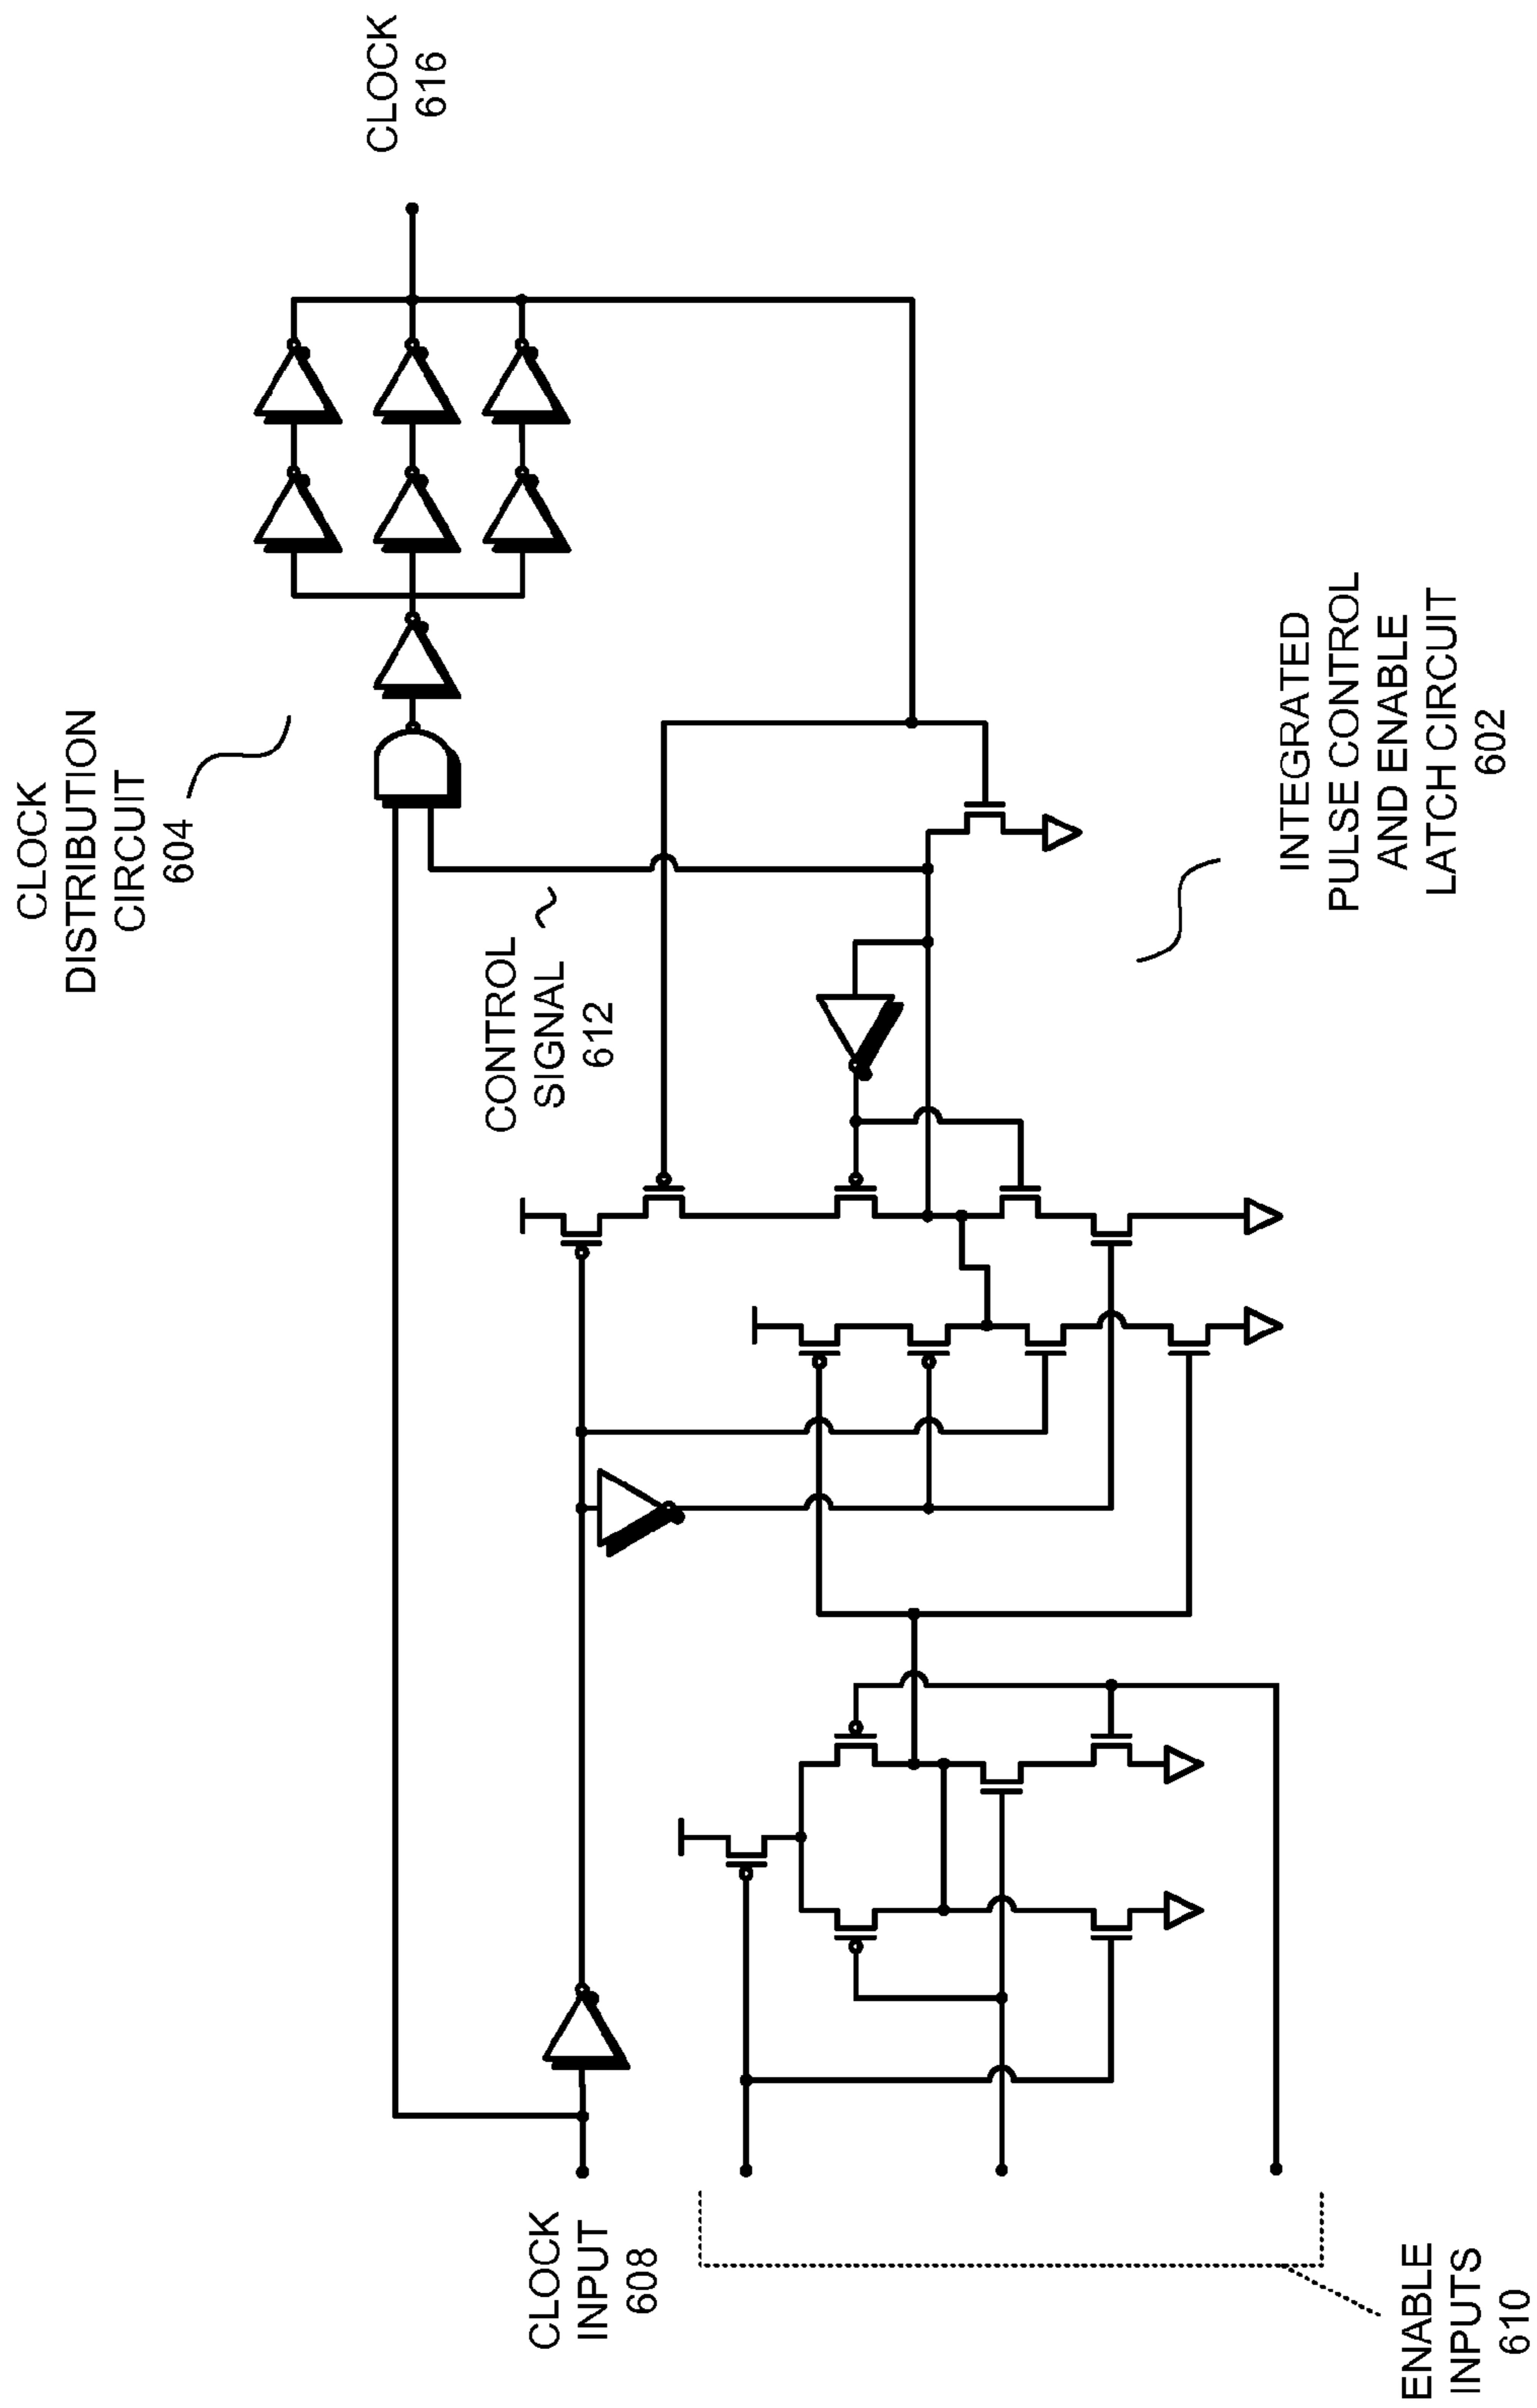 CLOCK
DISTRIBUTION
CIRCUIT
604
CLOCK
616
CONTROL
SIGNAL
612
CLOCK
INPUT
608
INTEGRATED
PULSE CONTROL
AND ENABLE
LATCH CIRCUIT
602
ENABLE
INPUTS
610